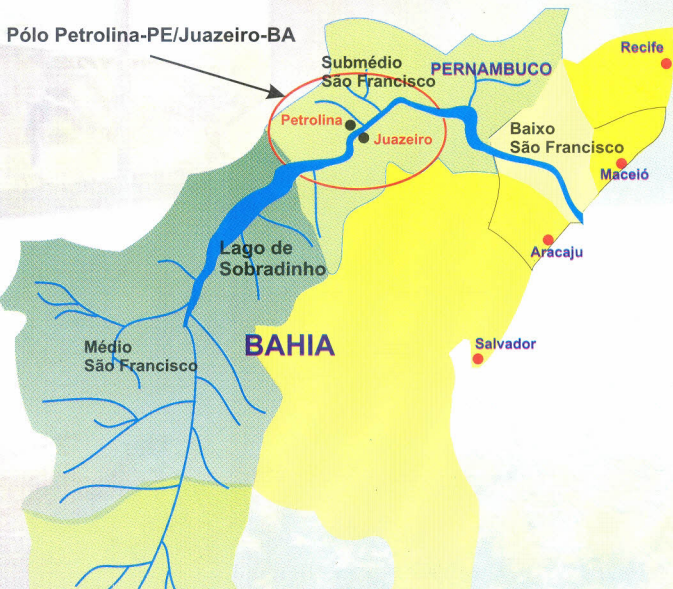 Pólo Petrolina-PE/Juazeiro-BA
Submédio
São Francisco
PERNAMBUCO
Recife
Petrolina
Juazeiro
Baixo
São Francisco
Maceió
Lago de
Sobradinho
Aracaju
Médio
São Francisco
BAHIA
Salvador